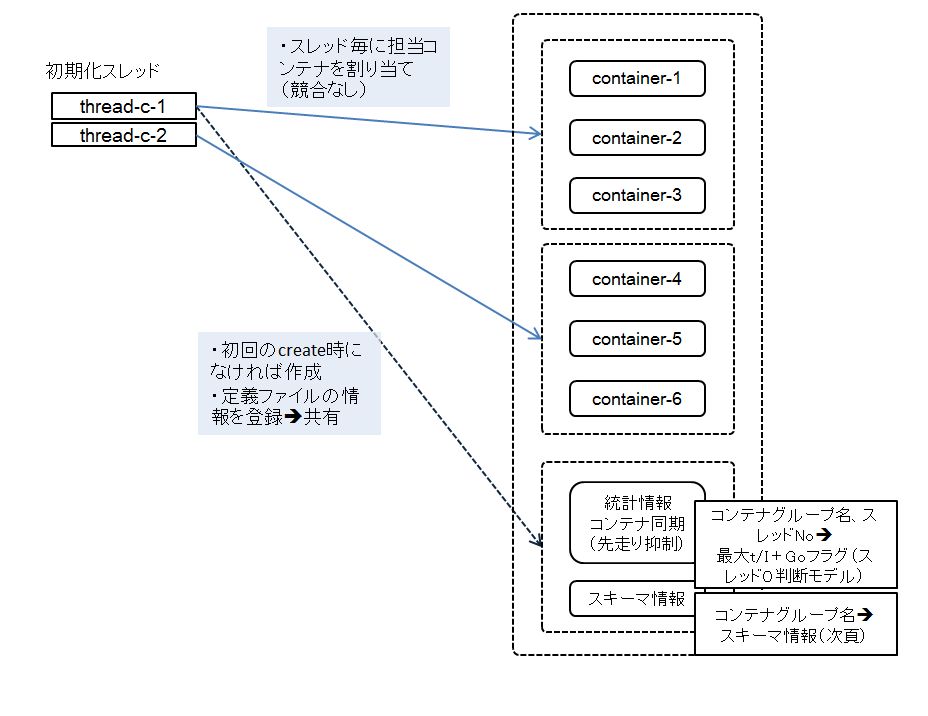 初期化スレッド
thread-c-1
thread-c-2
・スレッド毎に担当コ
ンテナを割り当て
（競合なし）
container-1
container-2
container-3
container-4
container-5
container-6
・初回のcreate時に
なければ作成
・定義ファイルの情
報を登録➔共有
統計情報
コンテナ同期
（先走り抑制）
スキーマ情報
コンテナグループ名、ス
レッドNo➔
最大t/I＋Goフラグ（ス
レッド０判断モデル）
コンテナグループ名➔
スキーマ情報（次頁）